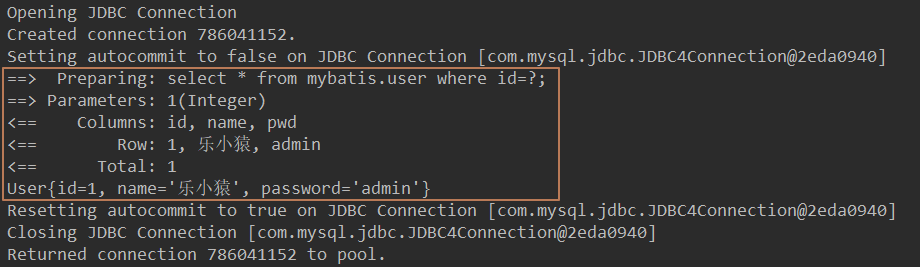 Opening JDBC Connection
Created connection 786041152.
Setting autocommit to false on JDBC Connection [com.mysql.jdbc.JDBC4Connection@2eda0940]
==>  Preparing: select * from mybatis.user where id=?;
==> Parameters: 1(Integer)
<==    Columns: id, name, pwd
<==        Row: 1, 乐小猿, admin
<==      Total: 1
User{id=1, name='乐小猿', password='admin'}
Resetting autocommit to true on JDBC Connection [com.mysql.jdbc.JDBC4Connection@2eda0940]
Closing JDBC Connection [com.mysql.jdbc.JDBC4Connection@2eda0940]
Returned connection 786041152 to pool.